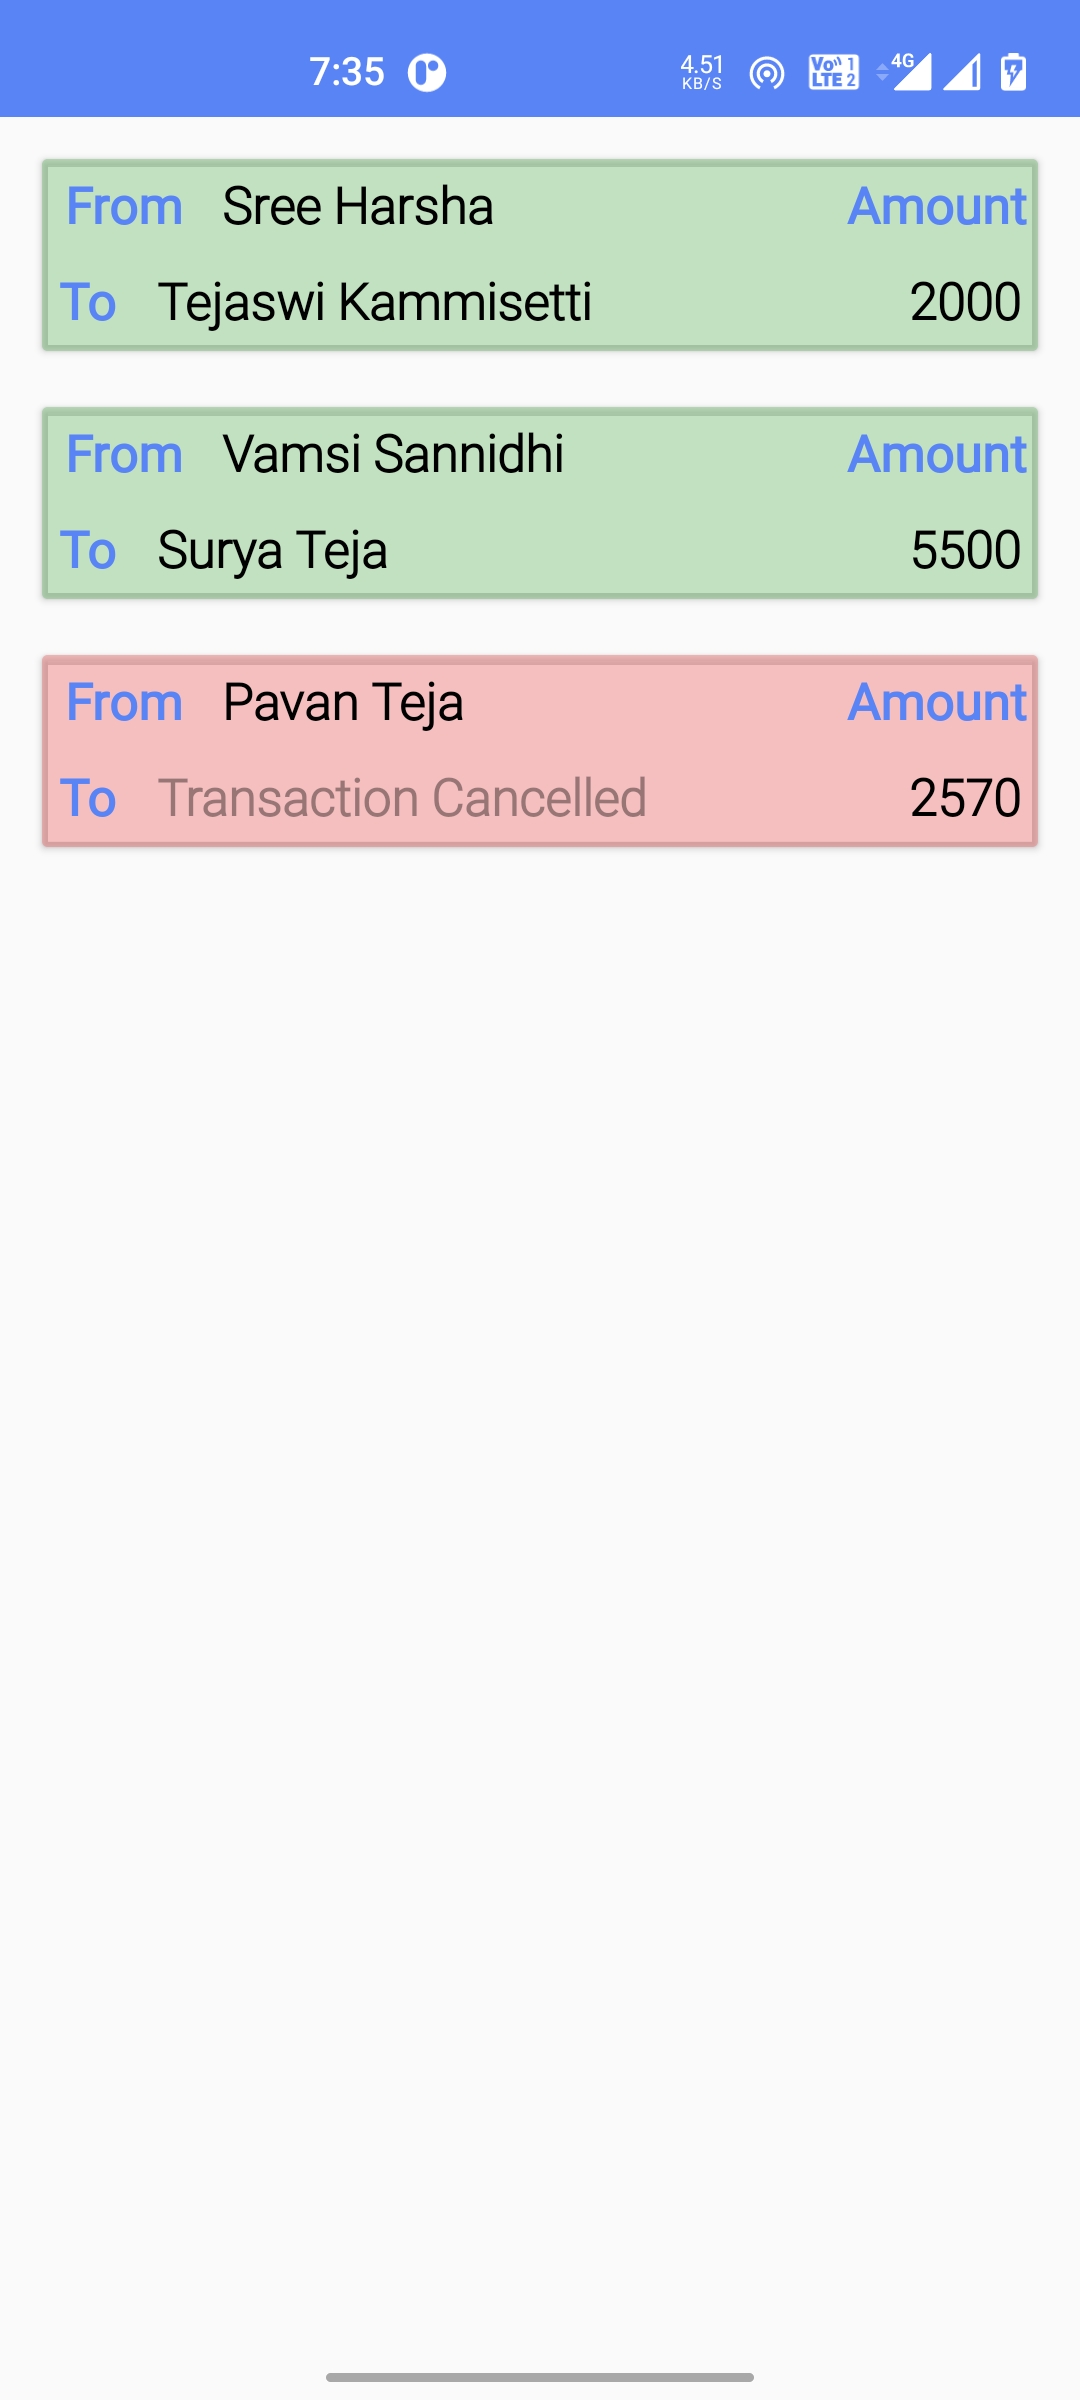 7:35 4.51 KB/S Vo)) 1 LTE 2 4G
From Sree Harsha Amount
To Tejaswi Kammisetti 2000
From Vamsi Sannidhi Amount
To Surya Teja 5500
From Pavan Teja Amount
To Transaction Cancelled 2570